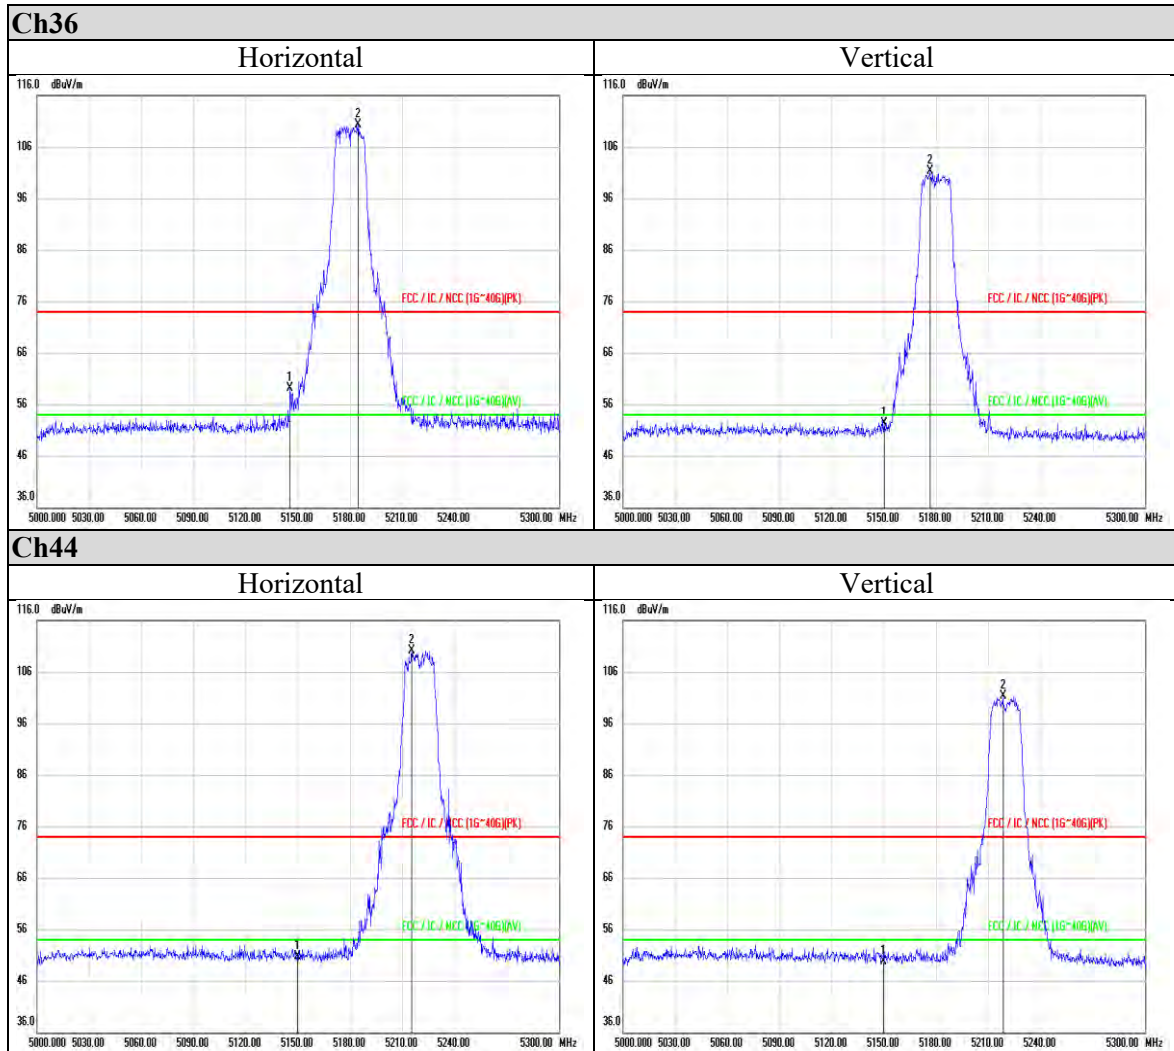 Ch36
Horizontal Vertical
116.0 dBuV/m
106
96
86
76
66
56
46
36.0
2
1
FCC / IC / NCC (1G~40G)(PK)
FCC / IC / NCC (1G~40G)(AV)
5000.000 5030.00 5060.00 5090.00 5120.00 5150.00 5180.00 5210.00 5240.00 5300.00 MHz
116.0 dBuV/m
106
96
86
76
66
56
46
36.0
2
1
FCC / IC / NCC (1G~40G)(PK)
FCC / IC / NCC (1G~40G)(AV)
5000.000 5030.00 5060.00 5090.00 5120.00 5150.00 5180.00 5210.00 5240.00 5300.00 MHz
Ch44
Horizontal Vertical
116.0 dBuV/m
106
96
86
76
66
56
46
36.0
2
1
FCC / IC / NCC (1G~40G)(PK)
FCC / IC / NCC (1G~40G)(AV)
5000.000 5030.00 5060.00 5090.00 5120.00 5150.00 5180.00 5210.00 5240.00 5300.00 MHz
116.0 dBuV/m
106
96
86
76
66
56
46
36.0
2
1
FCC / IC / NCC (1G~40G)(PK)
FCC / IC / NCC (1G~40G)(AV)
5000.000 5030.00 5060.00 5090.00 5120.00 5150.00 5180.00 5210.00 5240.00 5300.00 MHz